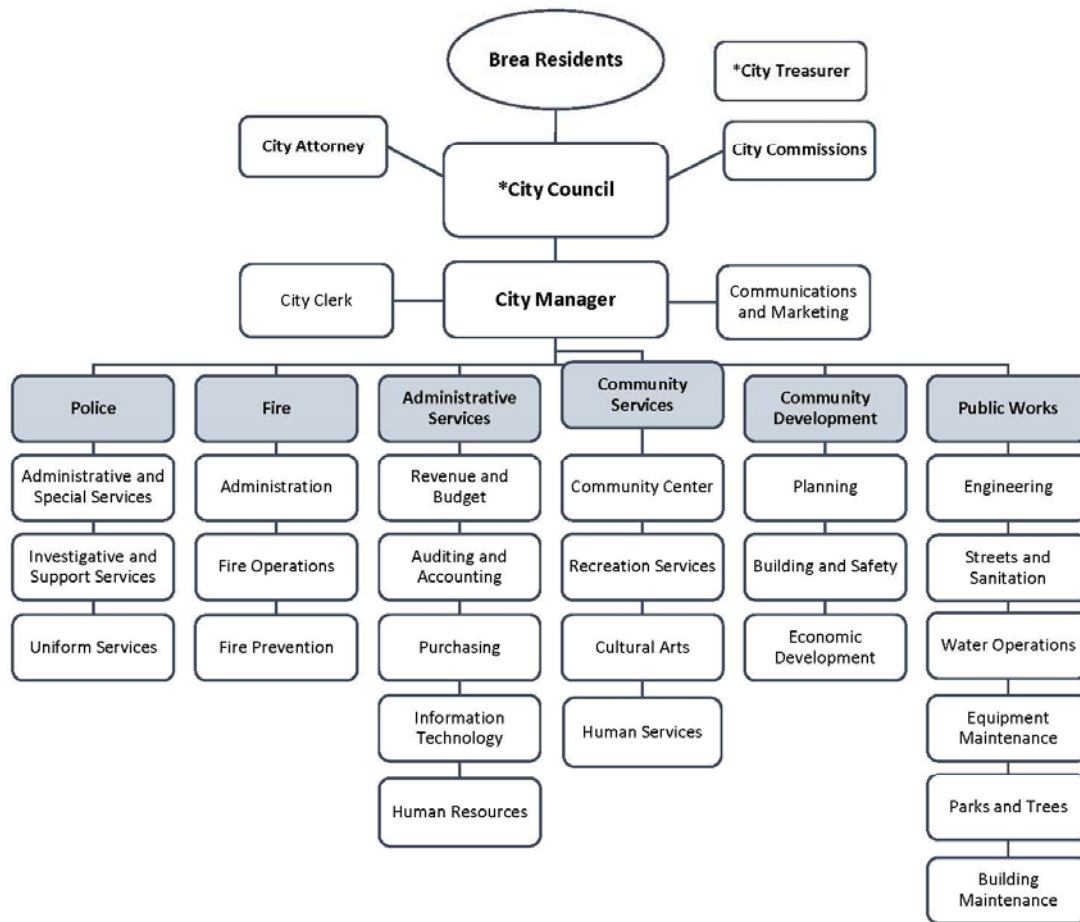 Brea Residents
*City Treasurer
City Attorney
City Commissions
*City Council
City Clerk
City Manager
Communications
and Marketing
Police
Fire
Administrative
Services
Community
Services
Community
Development
Public Works
Administrative and
Special Services
Administration
Revenue and
Budget
Community Center
Planning
Engineering
Investigative and
Support Services
Fire Operations
Auditing and
Accounting
Recreation Services
Building and Safety
Streets and
Sanitation
Uniform Services
Fire Prevention
Purchasing
Cultural Arts
Economic
Development
Water Operations
Information
Technology
Human Services
Equipment
Maintenance
Human Resources
Parks and Trees
Building
Maintenance